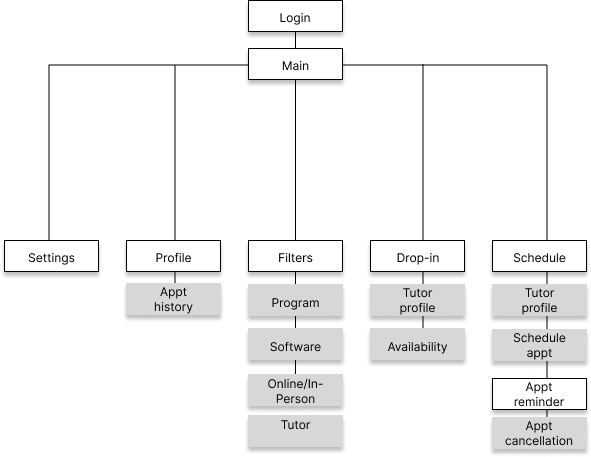 Login
Main
Settings
Profile
Filters
Drop-in
Schedule
Appt
history
Program
Software
Online/In-
Person
Tutor
Tutor
profile
Availability
Tutor
profile
Schedule
appt
Appt
reminder
Appt
cancellation